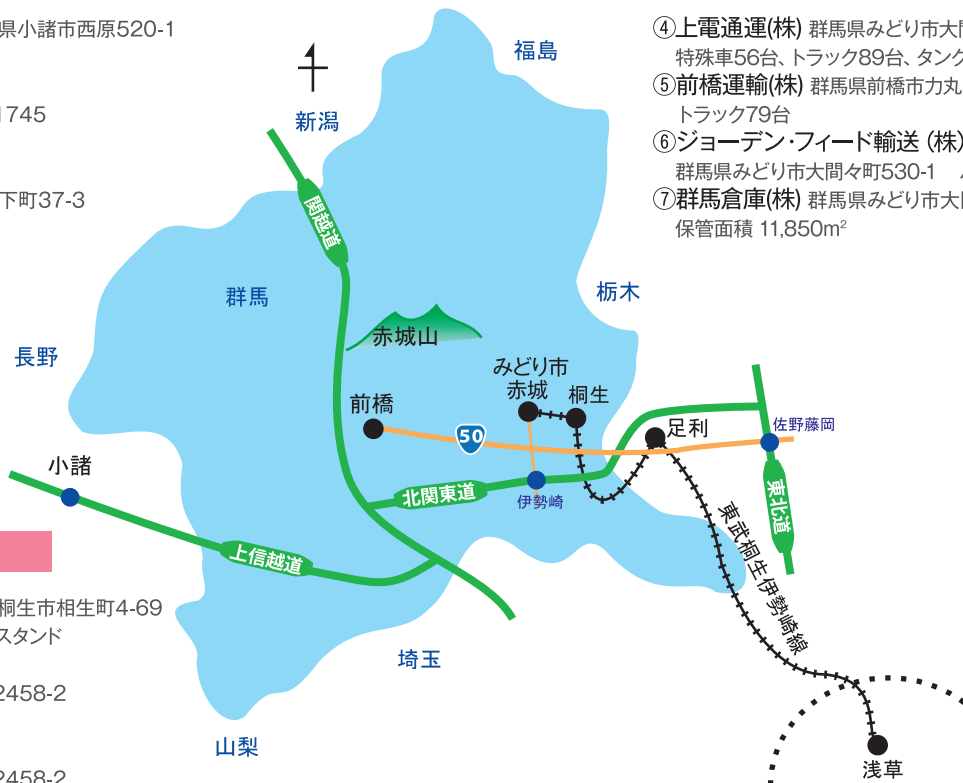 県小諸市西原520-1
1745
下町37-3
④上電通運(株) 群馬県みどり市大
特殊車56台、トラック89台、タンク
⑤前橋運輸(株) 群馬県前橋市力丸
トラック79台
⑥ジョーデン・フィード輸送 (株)
群馬県みどり市大間々町530-1
⑦群馬倉庫(株) 群馬県みどり市大
保管面積 11,850m²
福島
新潟
関越道
群馬
栃木
長野
赤城山
みどり市
赤城
桐生
前橋
50
足利
佐野藤岡
小諸
北関東道
伊勢崎
東北道
上信越道
東武桐生伊勢崎線
埼玉
山梨
浅草
桐生市相生町4-69
スタンド
2458-2
2458-2